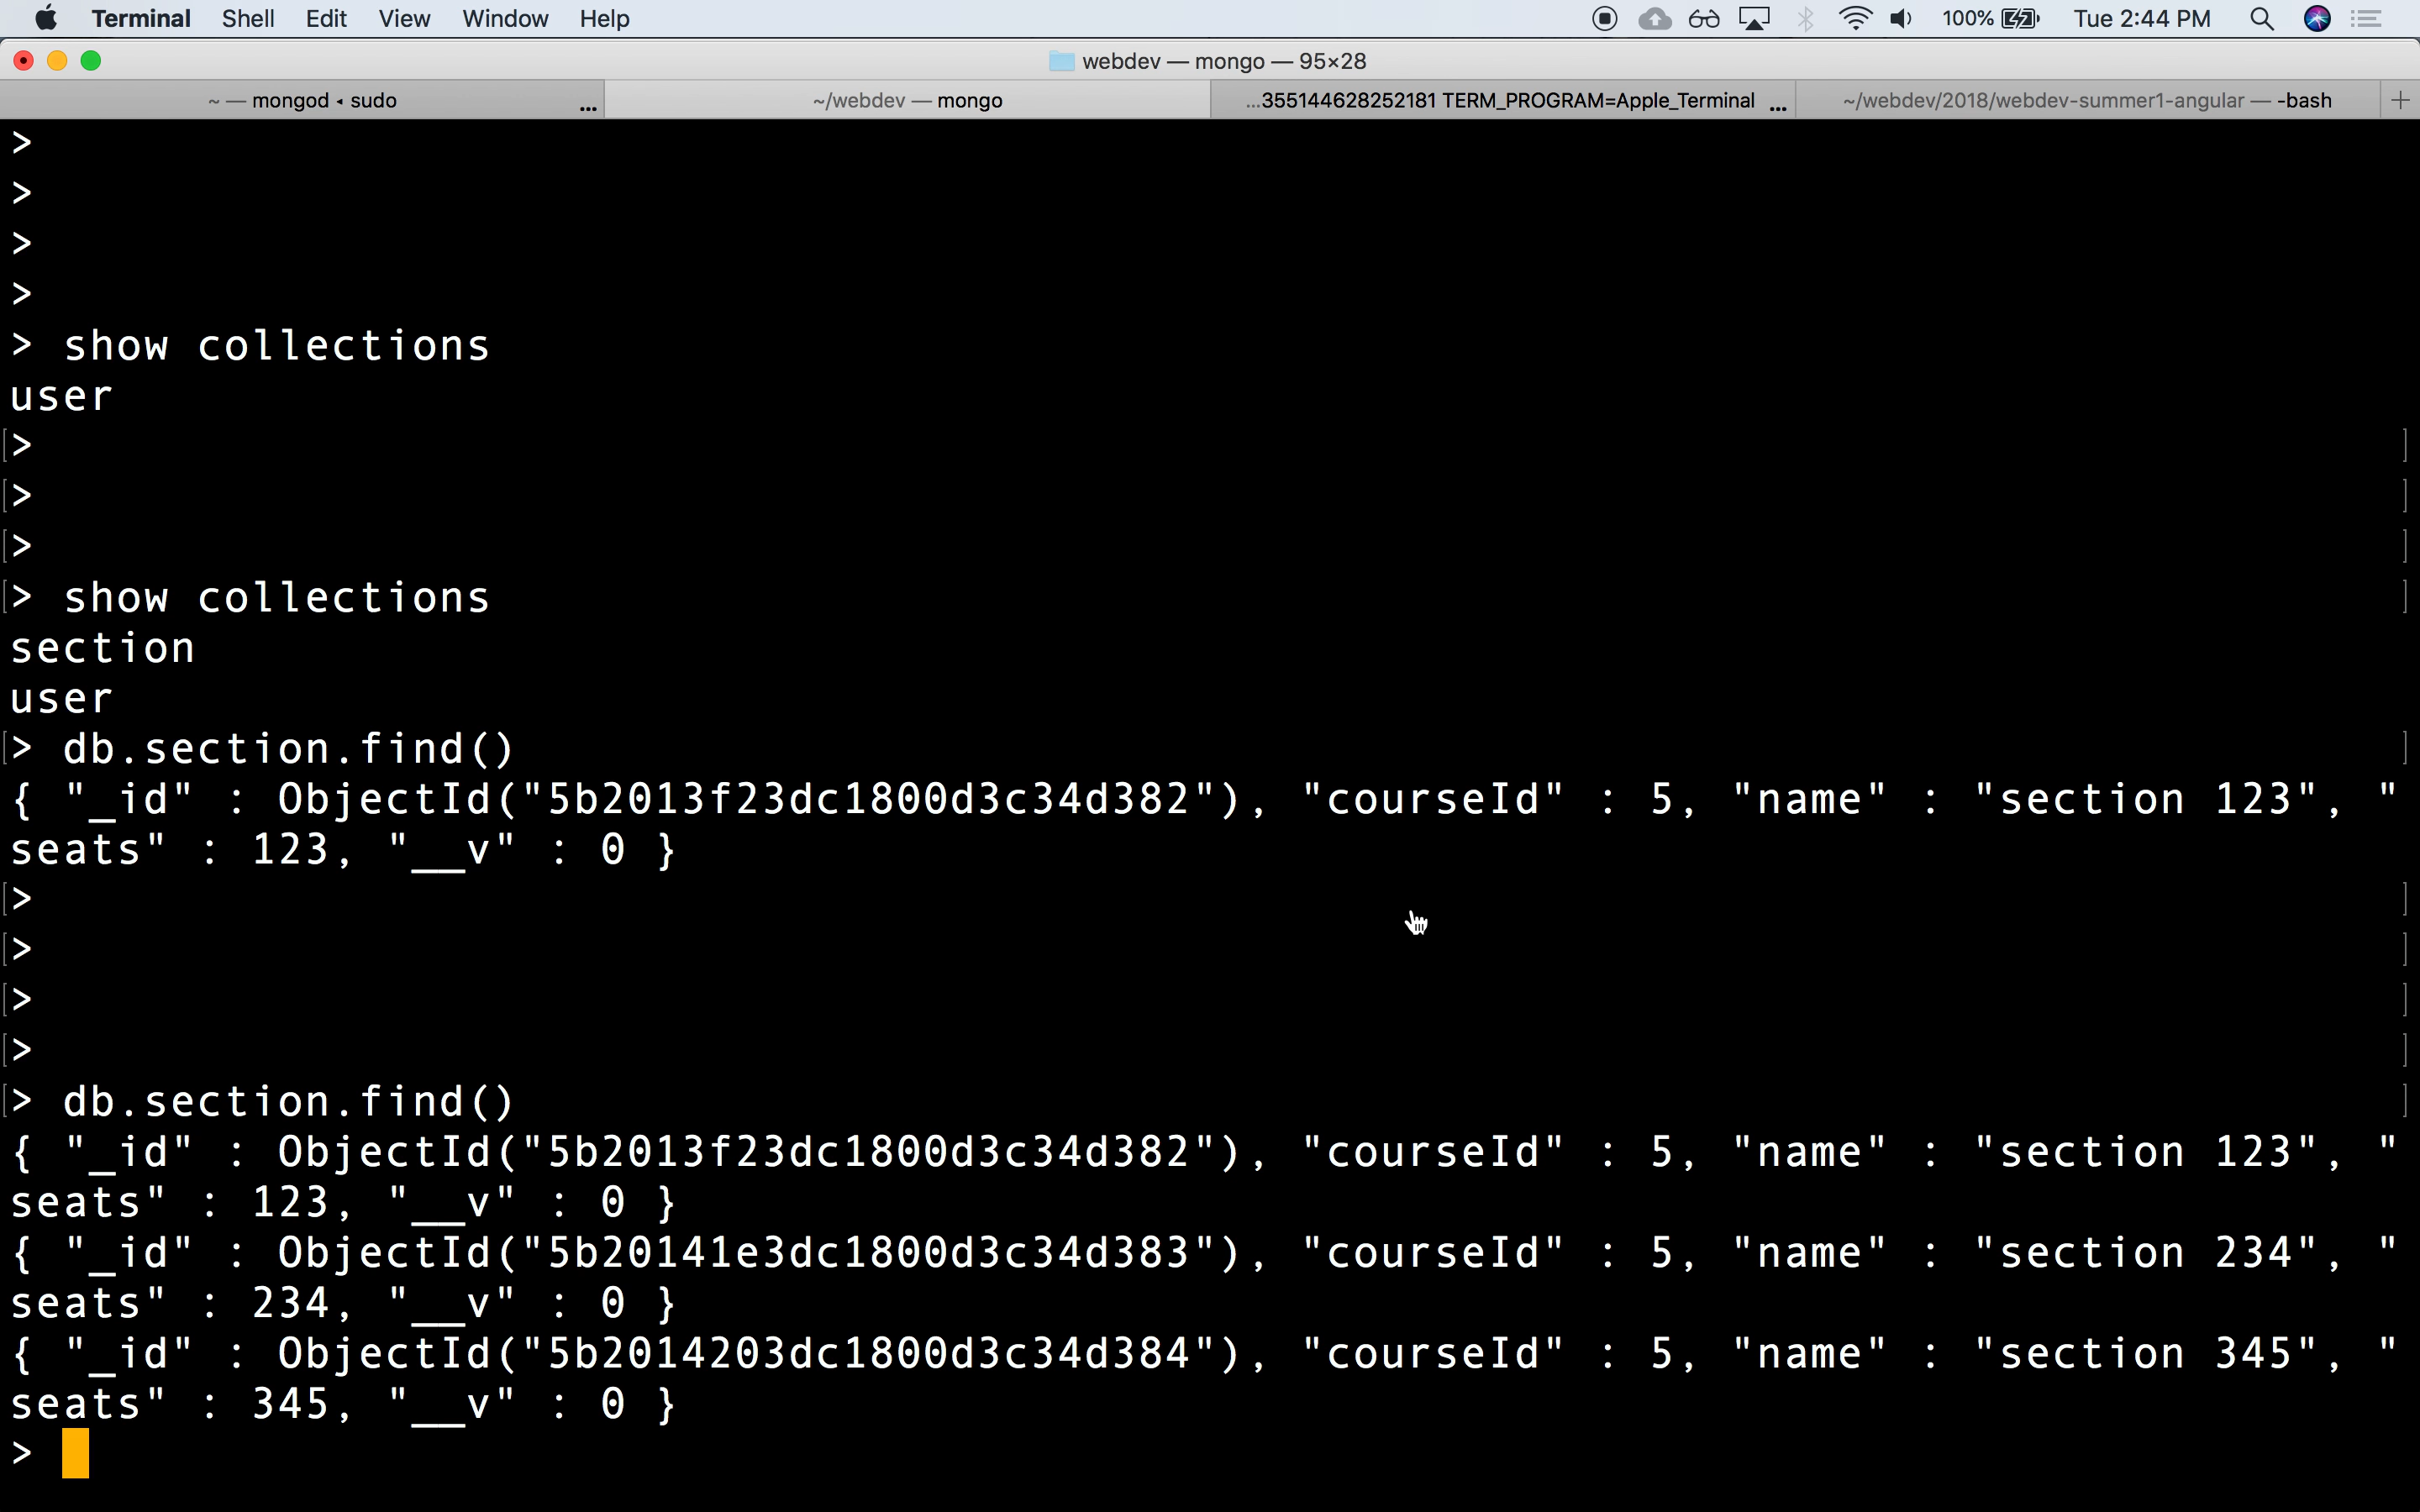 Terminal Shell Edit View Window Help 100% Tue 2:44 PM
webdev — mongo — 95×28
~ — mongod ◂ sudo ... ~/webdev — mongo ...355144628252181 TERM_PROGRAM=Apple_Terminal ... ~/webdev/2018/webdev-summer1-angular — -bash +
>
>
>
>
> show collections
user
[> ]
[> ]
[> ]
[> show collections ]
section
user
[> db.section.find() ]
{ "_id" : ObjectId("5b2013f23dc1800d3c34d382"), "courseId" : 5, "name" : "section 123", "
seats" : 123, "__v" : 0 }
[> ]
[> ]
[> ]
[> ]
[> db.section.find() ]
{ "_id" : ObjectId("5b2013f23dc1800d3c34d382"), "courseId" : 5, "name" : "section 123", "
seats" : 123, "__v" : 0 }
{ "_id" : ObjectId("5b20141e3dc1800d3c34d383"), "courseId" : 5, "name" : "section 234", "
seats" : 234, "__v" : 0 }
{ "_id" : ObjectId("5b2014203dc1800d3c34d384"), "courseId" : 5, "name" : "section 345", "
seats" : 345, "__v" : 0 }
>